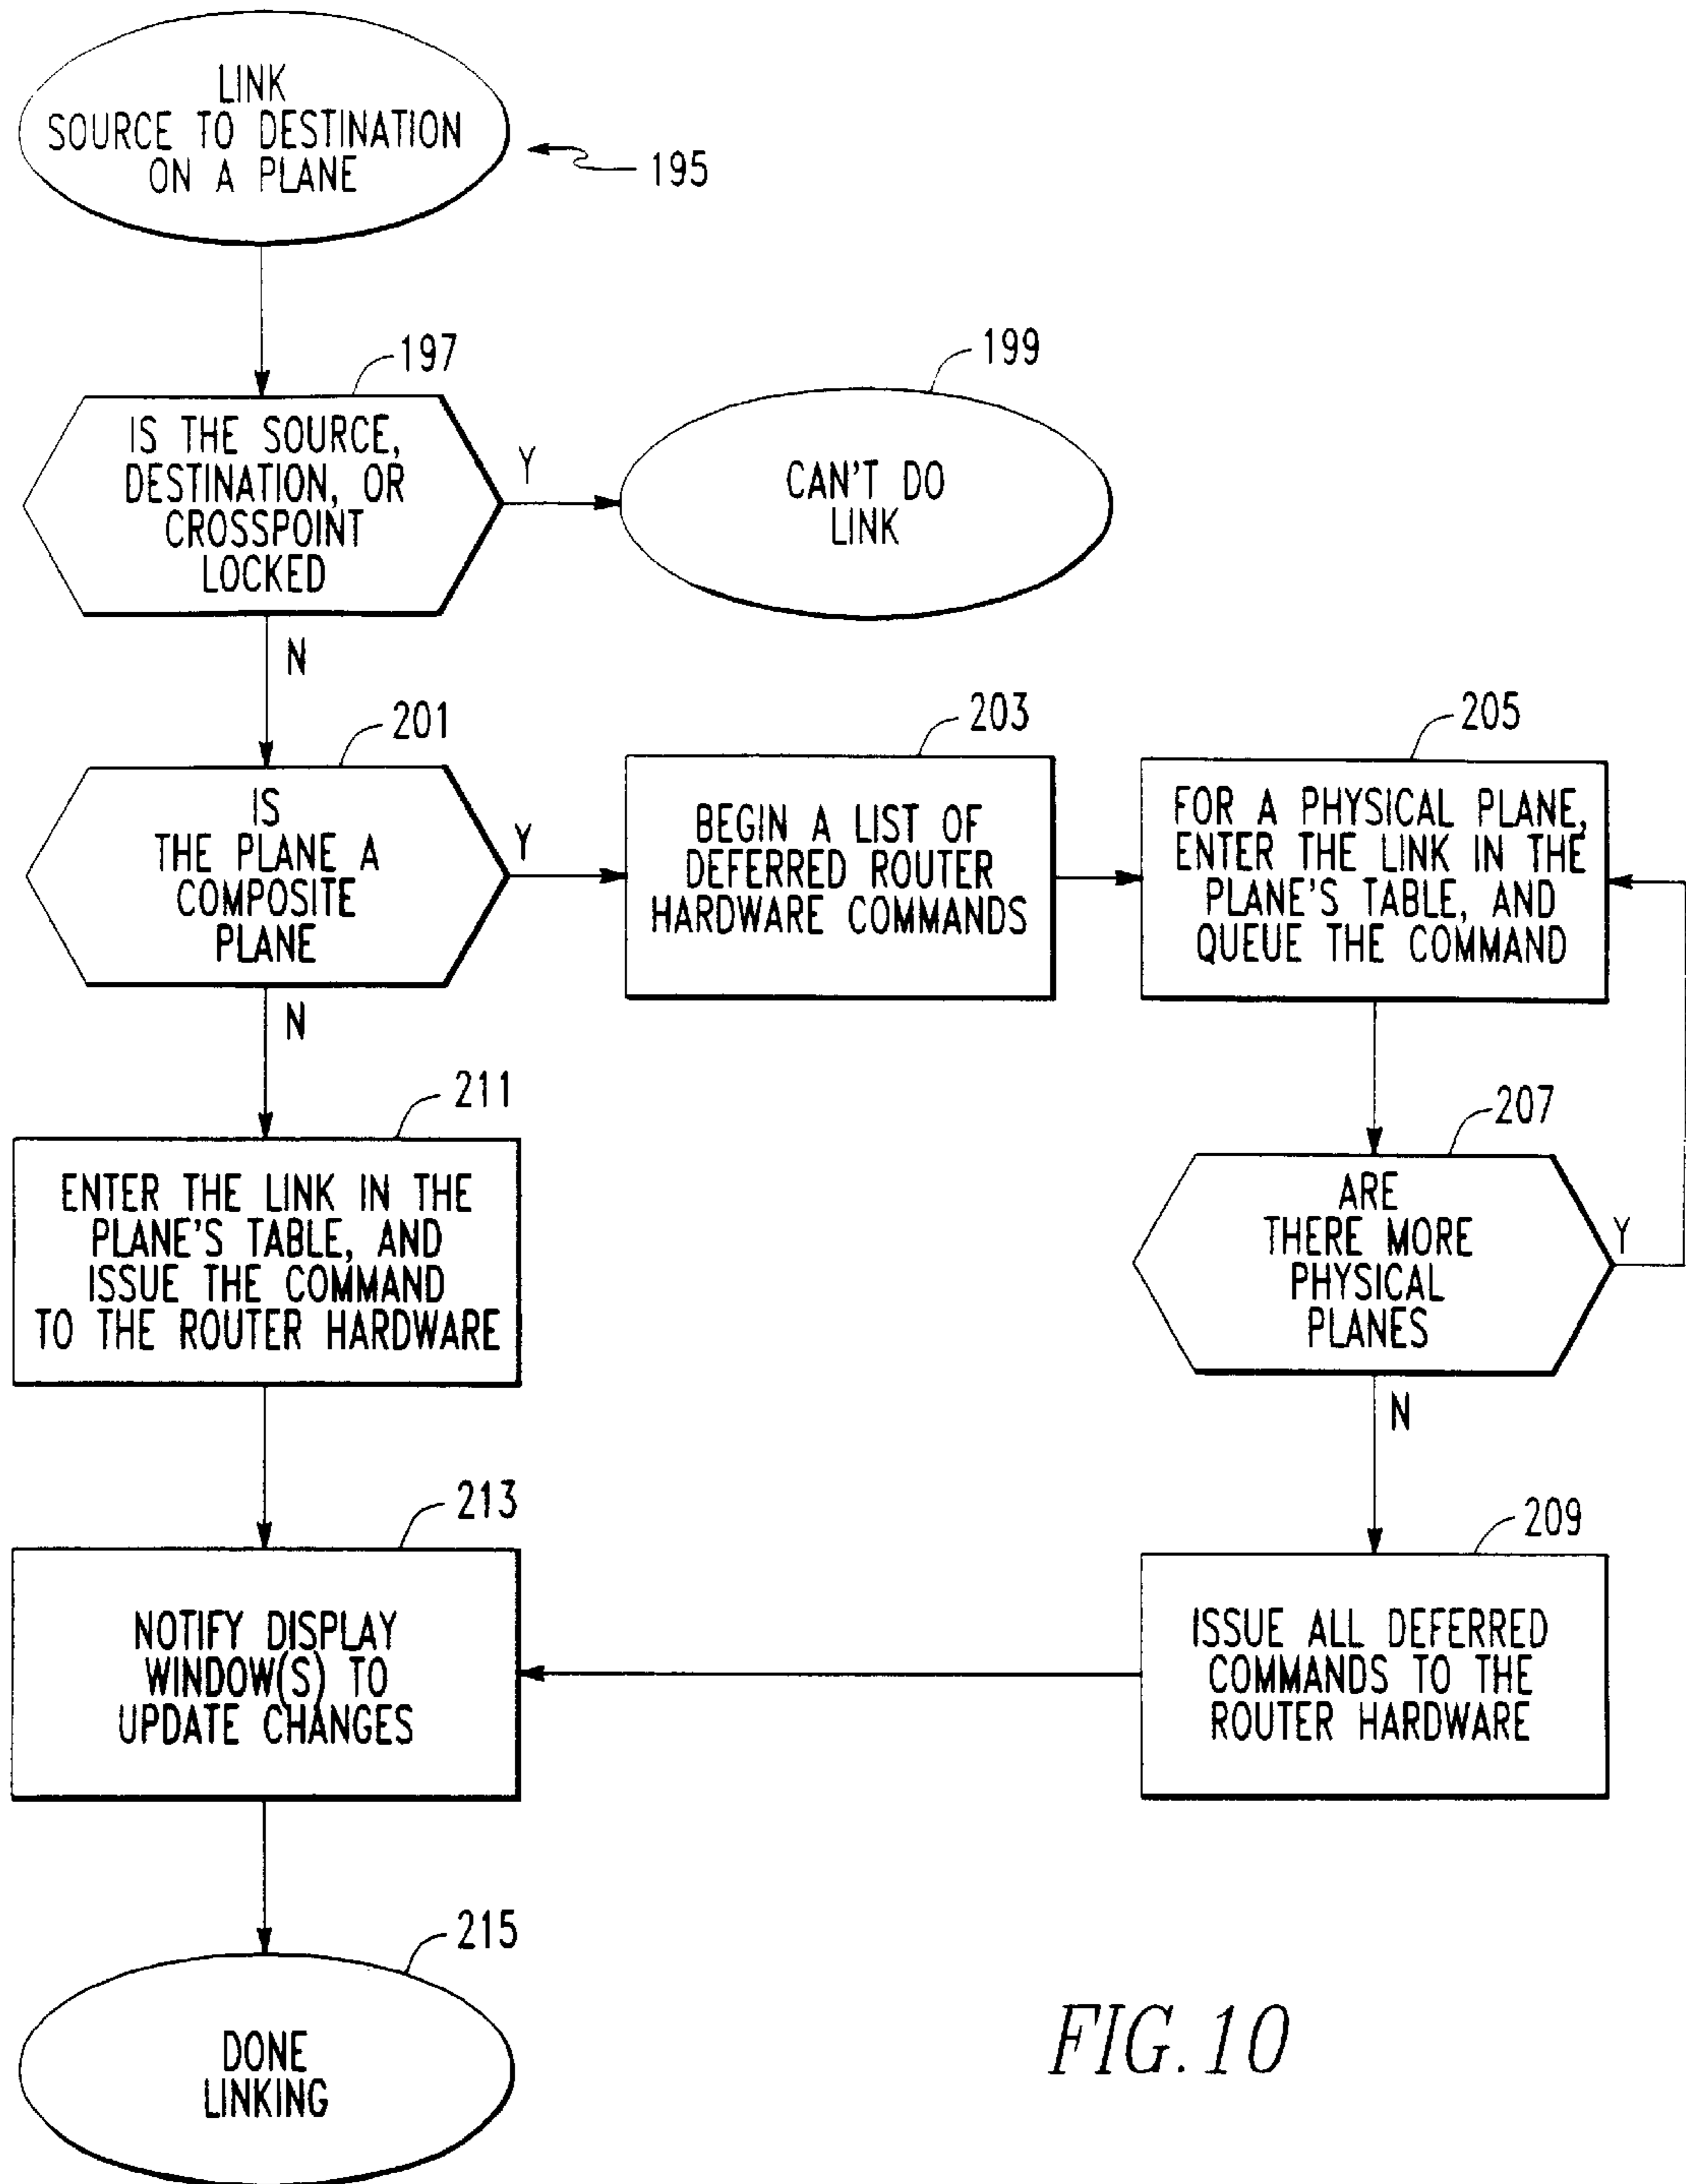 LINK
SOURCE TO DESTINATION
ON A PLANE
195
197
IS THE SOURCE,
DESTINATION, OR
CROSSPOINT
LOCKED
Y
199
CAN'T DO
LINK
N
201
IS
THE PLANE A
COMPOSITE
PLANE
Y
203
BEGIN A LIST OF
DEFERRED ROUTER
HARDWARE COMMANDS
205
FOR A PHYSICAL PLANE,
ENTER THE LINK IN THE
PLANE'S TABLE, AND
QUEUE THE COMMAND
N
207
ARE
THERE MORE
PHYSICAL
PLANES
Y
N
211
ENTER THE LINK IN THE
PLANE'S TABLE, AND
ISSUE THE COMMAND
TO THE ROUTER HARDWARE
209
ISSUE ALL DEFERRED
COMMANDS TO THE
ROUTER HARDWARE
213
NOTIFY DISPLAY
WINDOW(S) TO
UPDATE CHANGES
215
DONE
LINKING
FIG. 10